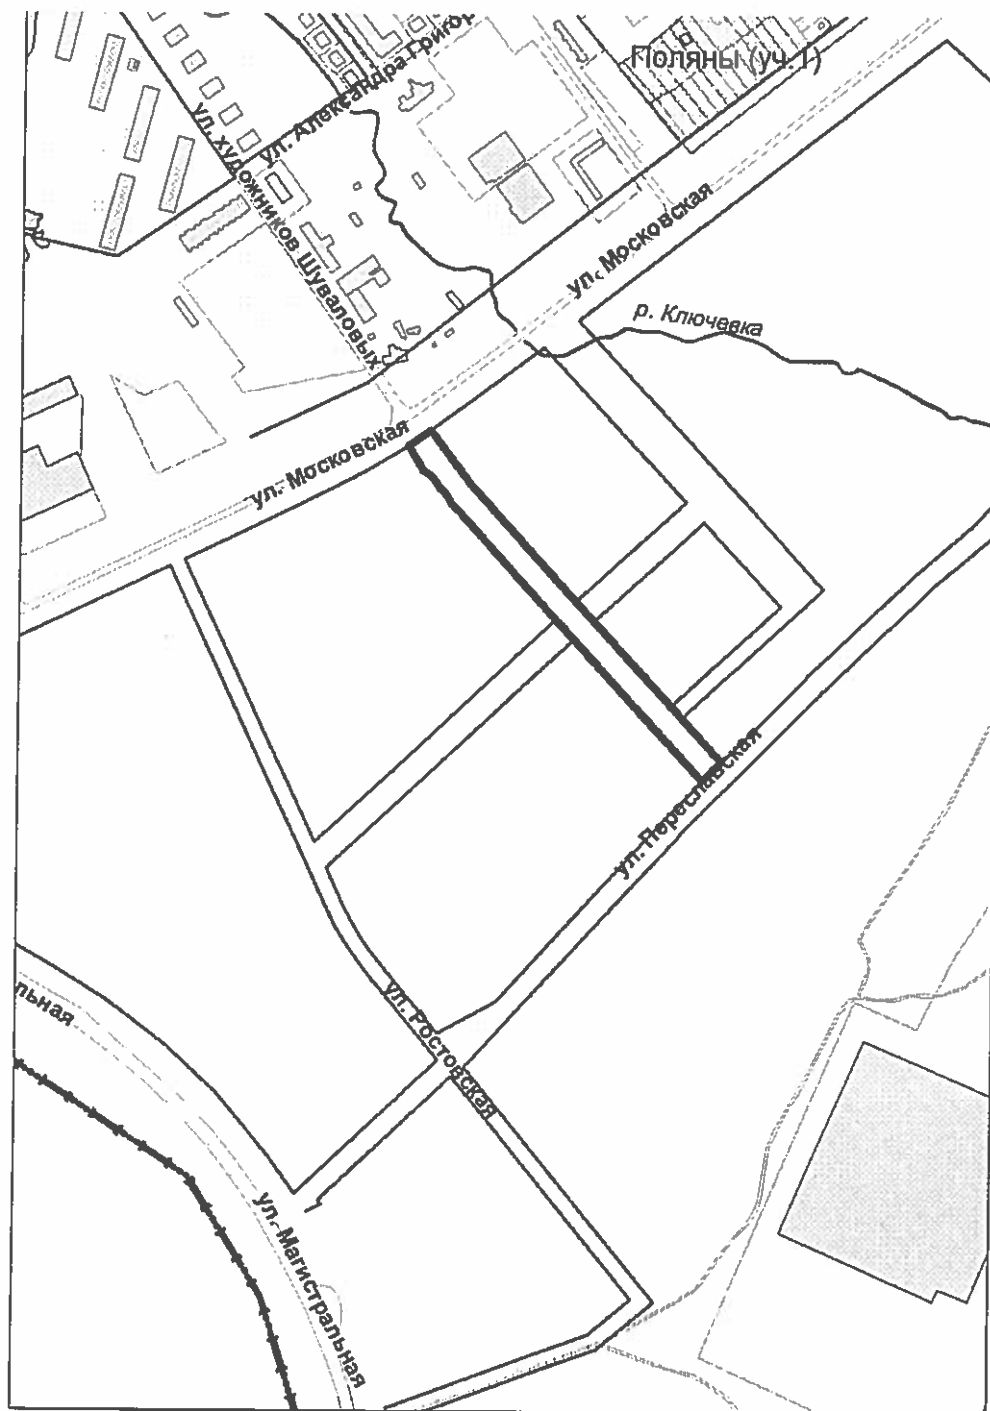 Поляны (уч.1)
ул. Александра Григор
ул. художников Шуваловых
ул. Московская
р. Ключевка
ул. Московская
ул. Переславская
льная
ул. Ростовская
ул. Магистральная